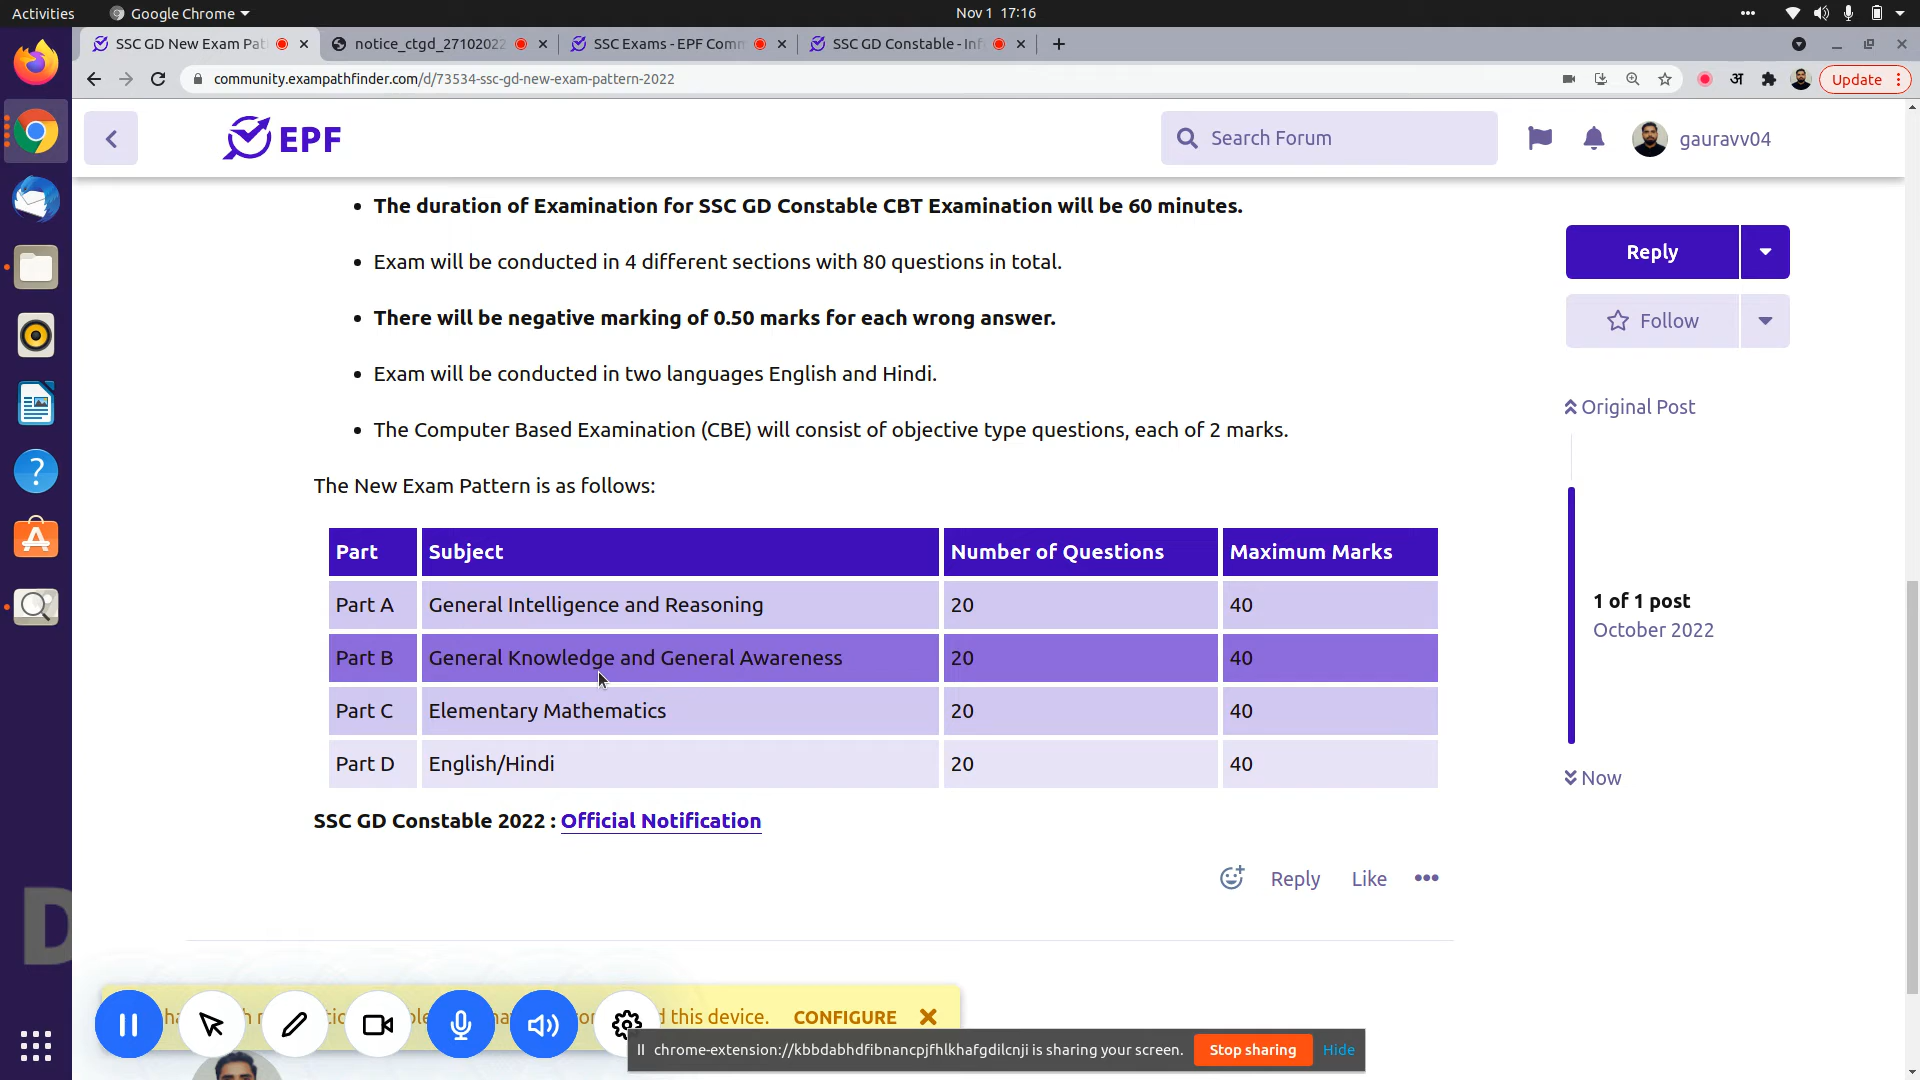 Activities
Google Chrome
Nov 1 17:16
SSC GD New Exam Pat
notice_ctgd_27102022
SSC Exams - EPF Comm
SSC GD Constable - Inf
community.exampathfinder.com/d/73534-ssc-gd-new-exam-pattern-2022
अ
Update
EPF
Search Forum
gauravv04
The duration of Examination for SSC GD Constable CBT Examination will be 60 minutes.
Exam will be conducted in 4 different sections with 80 questions in total.
There will be negative marking of 0.50 marks for each wrong answer.
Exam will be conducted in two languages English and Hindi.
The Computer Based Examination (CBE) will consist of objective type questions, each of 2 marks.
The New Exam Pattern is as follows:
Part Subject Number of Questions Maximum Marks
Part A General Intelligence and Reasoning 20 40
Part B General Knowledge and General Awareness 20 40
Part C Elementary Mathematics 20 40
Part D English/Hindi 20 40
SSC GD Constable 2022 : Official Notification
Reply Like
Reply
Follow
Original Post
1 of 1 post
October 2022
Now
D
this device. CONFIGURE
chrome-extension://kbbdabhdfibnancpjfhlkhafgdilcnji is sharing your screen. Stop sharing Hide